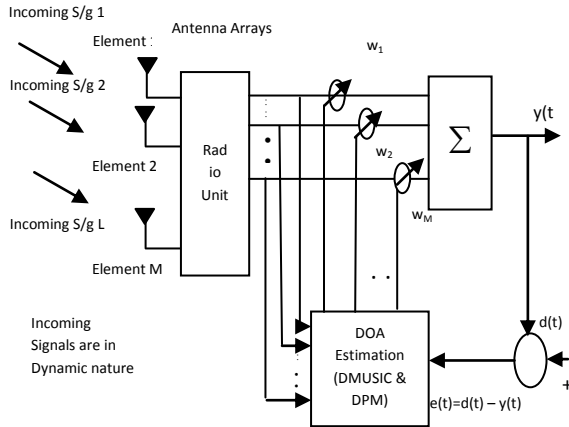 Incoming S/g 1
Element :
Antenna Arrays
w1
Incoming S/g 2
Element 2
Rad
io
Unit
w2
Σ
y(t
Incoming S/g L
wM
Element M
Incoming
Signals are in
Dynamic nature
DOA
Estimation
(DMUSIC &
DPM)
d(t)
+
e(t)=d(t) – y(t)